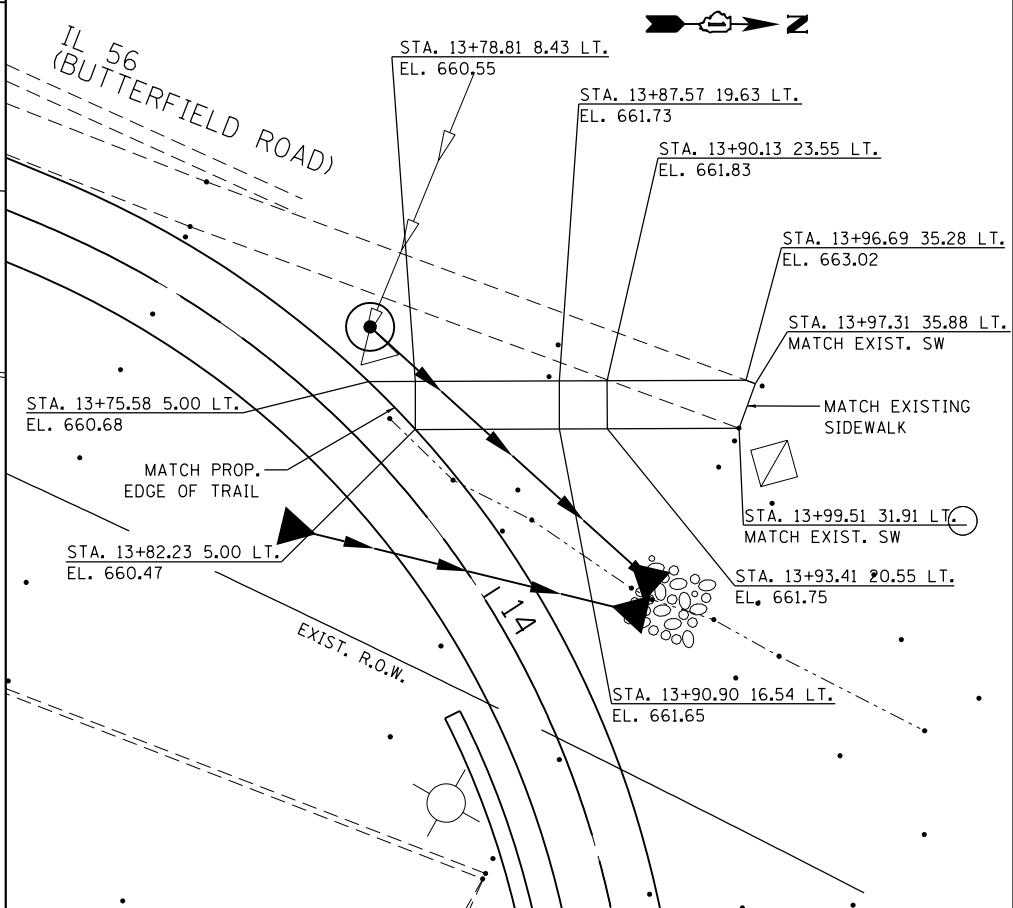 N
IL 56
(BUTTERFIELD ROAD)
STA. 13+78.81 8.43 LT.
EL. 660.55
STA. 13+87.57 19.63 LT.
EL. 661.73
STA. 13+90.13 23.55 LT.
EL. 661.83
STA. 13+96.69 35.28 LT.
EL. 663.02
STA. 13+97.31 35.88 LT.
MATCH EXIST. SW
MATCH EXISTING
SIDEWALK
STA. 13+75.58 5.00 LT.
EL. 660.68
MATCH PROP.
EDGE OF TRAIL
STA. 13+82.23 5.00 LT.
EL. 660.47
STA. 13+99.51 31.91 LT.
MATCH EXIST. SW
STA. 13+93.41 20.55 LT.
EL. 661.75
14
EXIST. R.O.W.
STA. 13+90.90 16.54 LT.
EL. 661.65